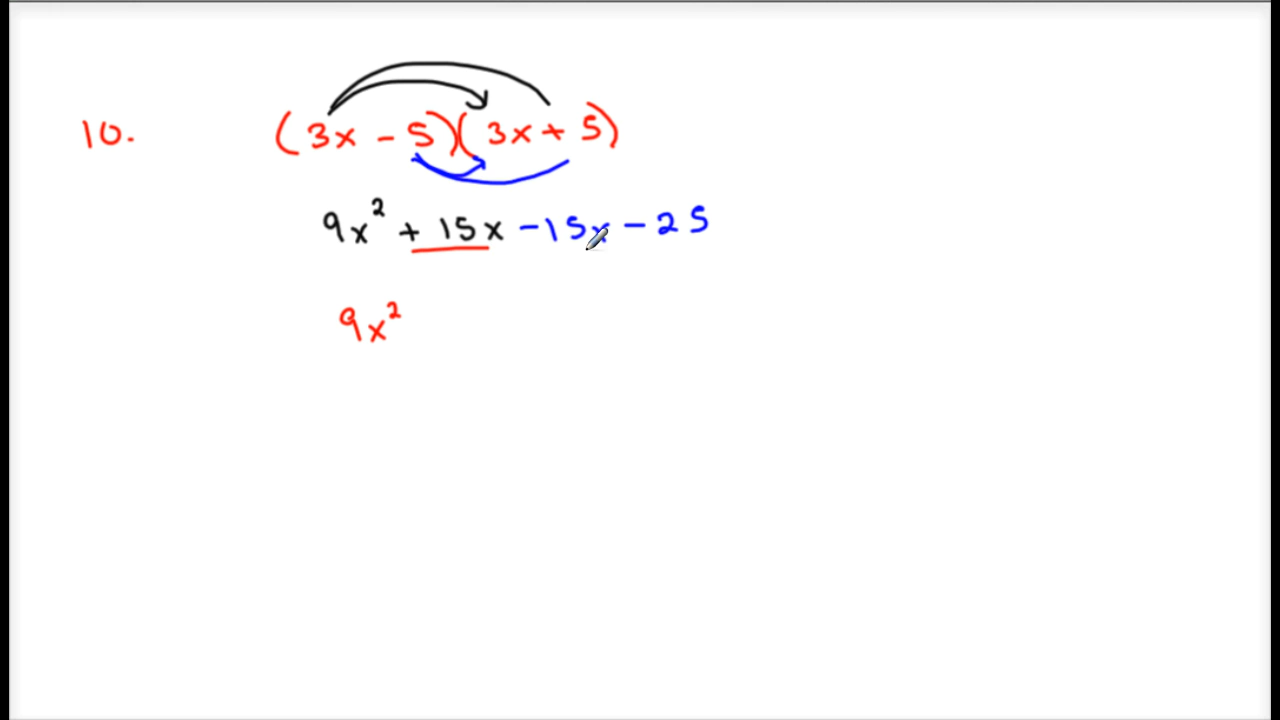 10. (3x - 5)(3x + 5)
9x² + 15x - 15x - 25
9x²